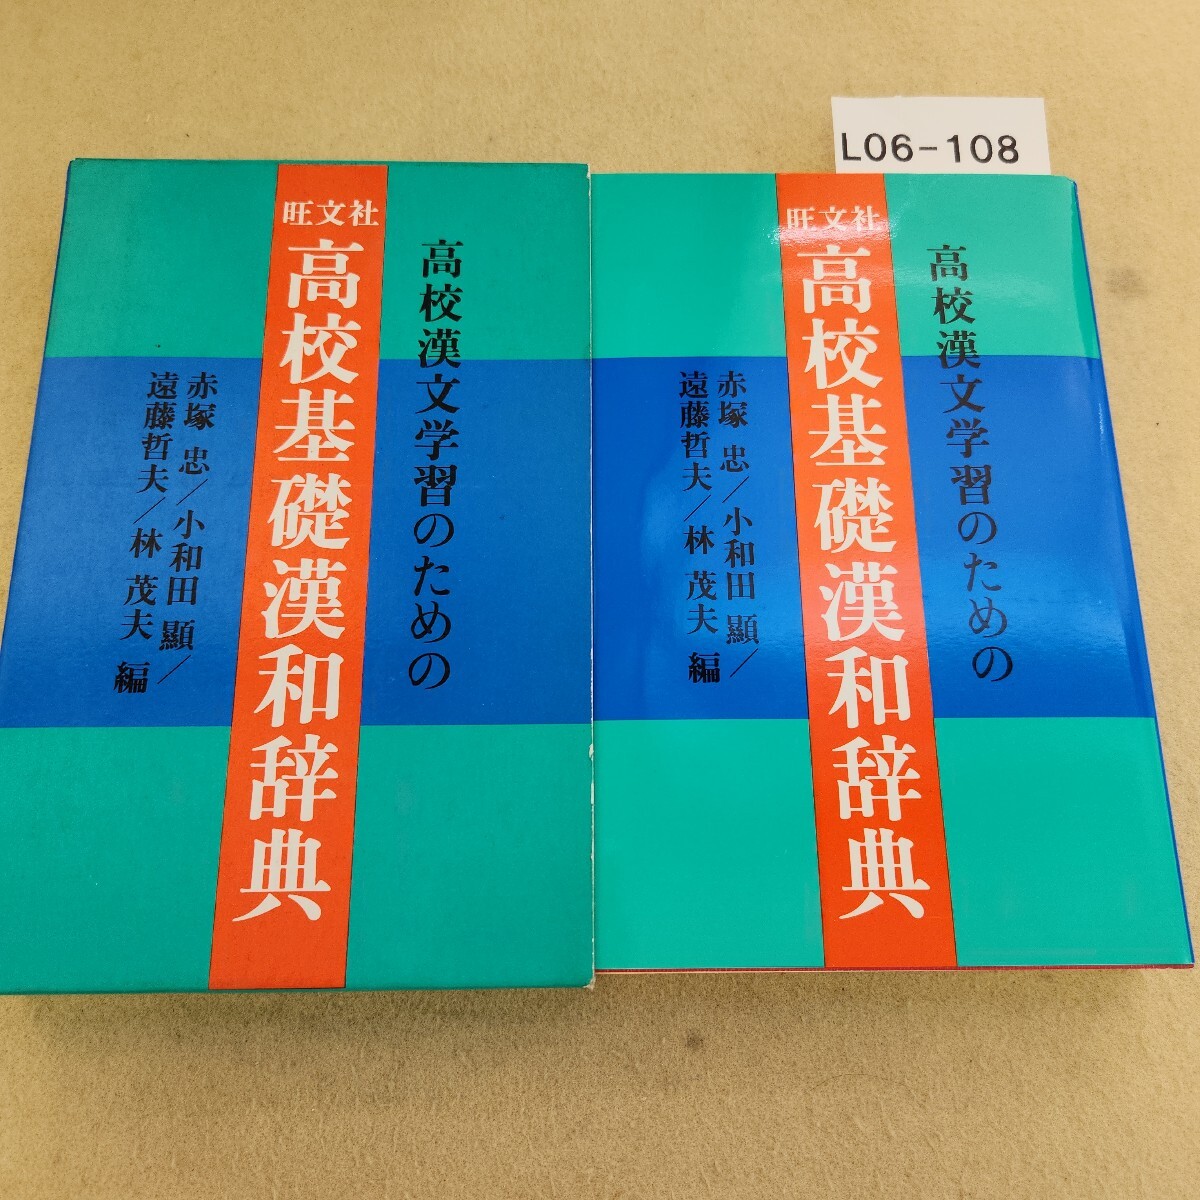 L06-108
高校漢文学習のための
旺文社
高校基礎漢和辞典
赤塚 忠/小和田 顯/
遠藤哲夫/林 茂夫 編
高校漢文学習のための
旺文社
高校基礎漢和辞典
赤塚 忠/小和田 顯/
遠藤哲夫/林 茂夫 編